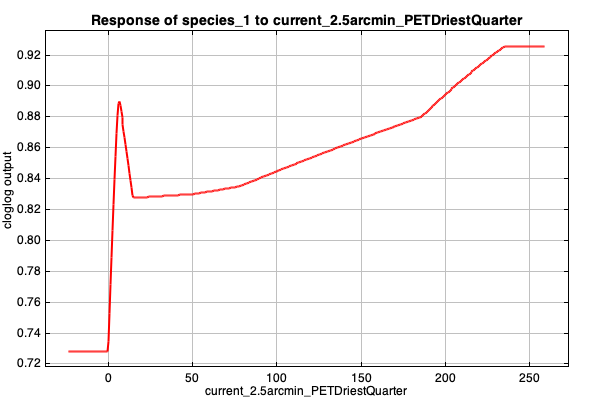 Response of species_1 to current_2.5arcmin_PETDriestQuarter
cloglog output
0.92
0.90
0.88
0.86
0.84
0.82
0.80
0.78
0.76
0.74
0.72
0 50 100 150 200 250
current_2.5arcmin_PETDriestQuarter